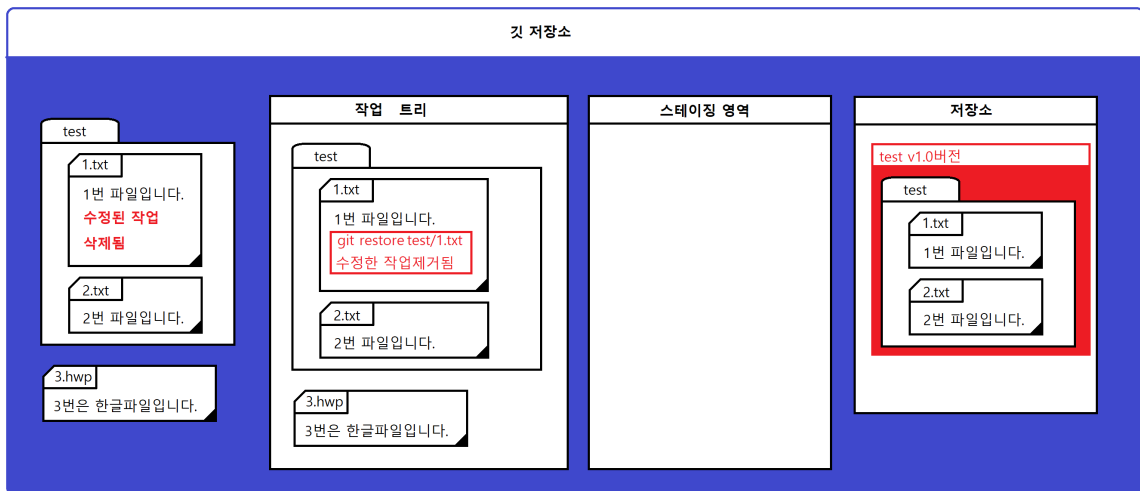 깃 저장소
test
1.txt
1번 파일입니다.
수정된 작업
삭제됨
2.txt
2번 파일입니다.
3.hwp
3번은 한글파일입니다.
작업 트리
test
1.txt
1번 파일입니다.
git restore test/1.txt
수정한 작업제거됨
2.txt
2번 파일입니다.
3.hwp
3번은 한글파일입니다.
스테이징 영역
저장소
test v1.0버전
test
1.txt
1번 파일입니다.
2.txt
2번 파일입니다.